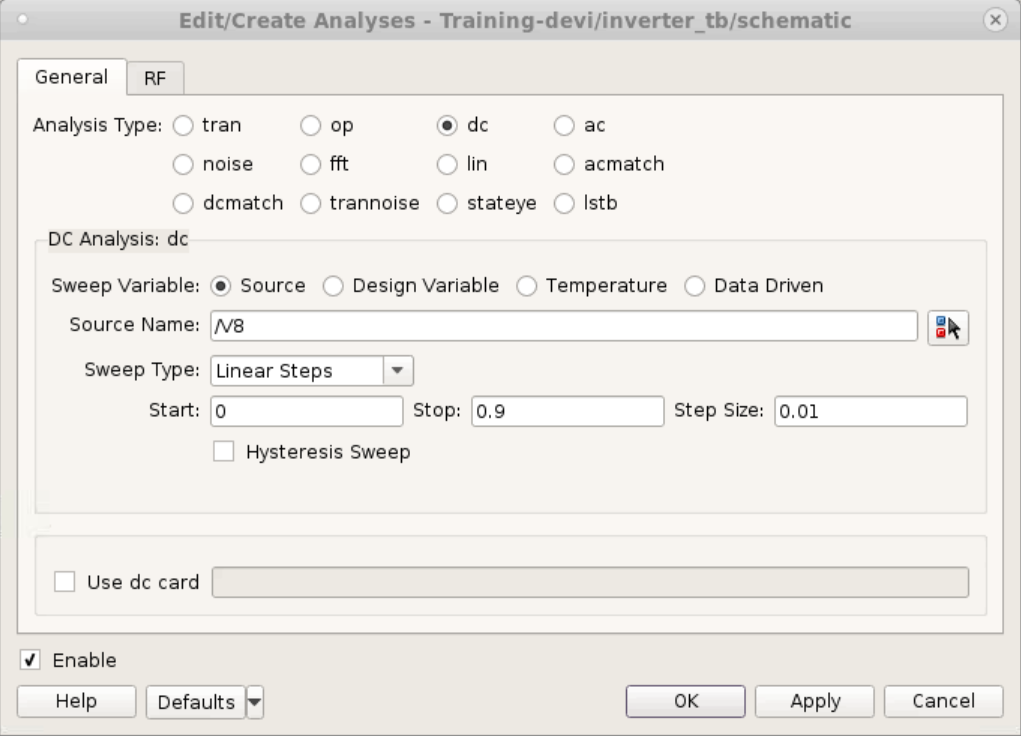 Edit/Create Analyses - Training-devi/inverter_tb/schematic
General RF
Analysis Type: tran op dc ac
noise fft lin acmatch
dcmatch trannoise stateye lstb
DC Analysis: dc
Sweep Variable: Source Design Variable Temperature Data Driven
Source Name: /V8
Sweep Type: Linear Steps
Start: 0 Stop: 0.9 Step Size: 0.01
Hysteresis Sweep
Use dc card
Enable
Help Defaults OK Apply Cancel